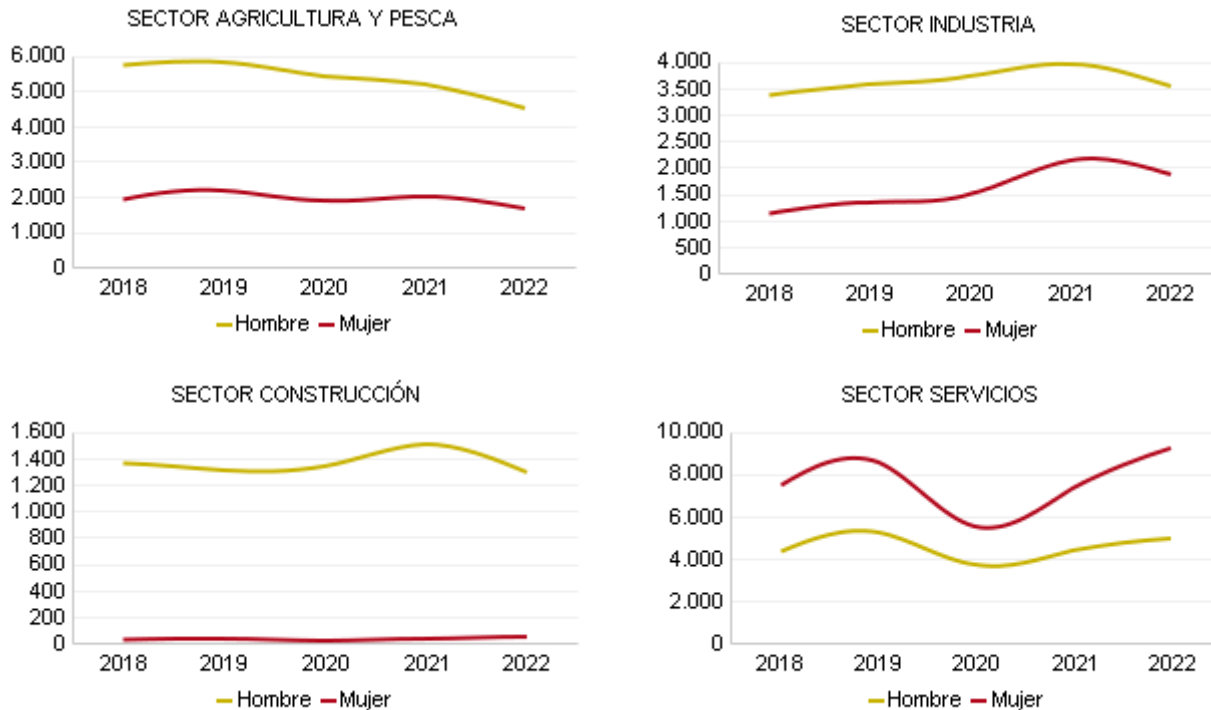 SECTOR AGRICULTURA Y PESCA
6.000
5.000
4.000
3.000
2.000
1.000
0
2018 2019 2020 2021 2022
Hombre Mujer
SECTOR INDUSTRIA
4.000
3.500
3.000
2.500
2.000
1.500
1.000
500
0
2018 2019 2020 2021 2022
Hombre Mujer
SECTOR CONSTRUCCIÓN
1.600
1.400
1.200
1.000
800
600
400
200
0
2018 2019 2020 2021 2022
Hombre Mujer
SECTOR SERVICIOS
10.000
8.000
6.000
4.000
2.000
0
2018 2019 2020 2021 2022
Hombre Mujer